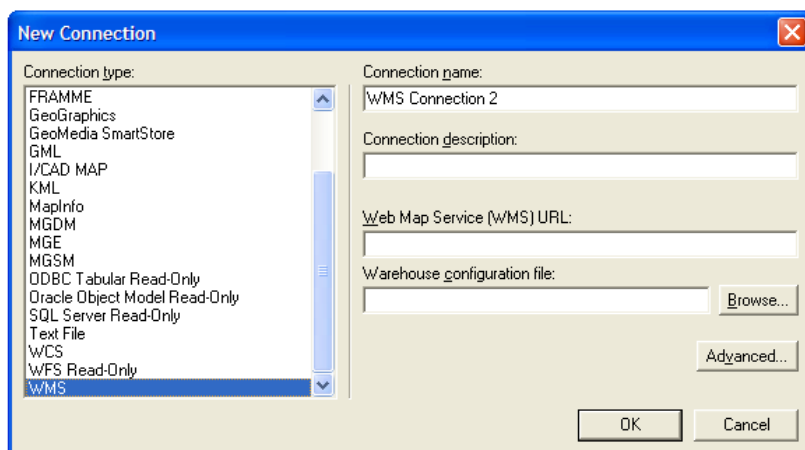 New Connection
Connection type:
FRAMME
GeoGraphics
GeoMedia SmartStore
GML
I/CAD MAP
KML
MapInfo
MGDM
MGE
MGSM
ODBC Tabular Read-Only
Oracle Object Model Read-Only
SQL Server Read-Only
Text File
WCS
WFS Read-Only
WMS
Connection name:
WMS Connection 2
Connection description:
Web Map Service (WMS) URL:
Warehouse configuration file:
Browse...
Advanced...
OK
Cancel